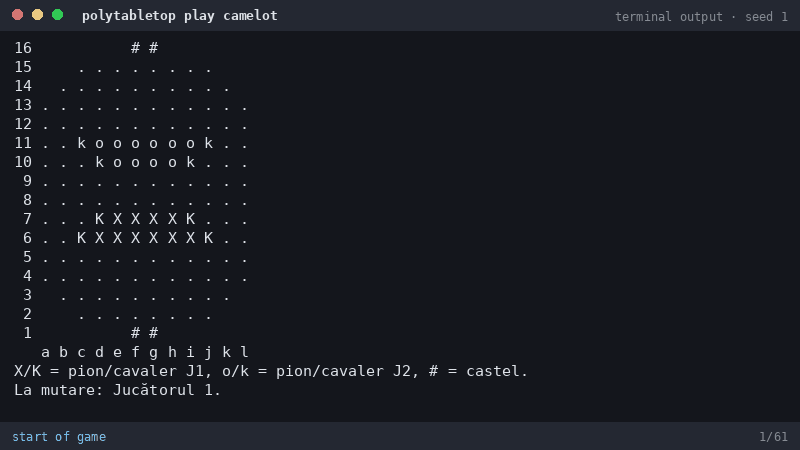 polytabletop play camelot
terminal output · seed 1
16           # #
15     . . . . . . . .
14   . . . . . . . . . .
13 . . . . . . . . . . . .
12 . . . . . . . . . . . .
11 . . k o o o o o o k . .
10 . . . k o o o o k . . .
 9 . . . . . . . . . . . .
 8 . . . . . . . . . . . .
 7 . . . K X X X X K . . .
 6 . . K X X X X X X K . .
 5 . . . . . . . . . . . .
 4 . . . . . . . . . . . .
 3   . . . . . . . . . .
 2     . . . . . . . .
 1           # #
   a b c d e f g h i j k l
X/K = pion/cavaler J1, o/k = pion/cavaler J2, # = castel.
La mutare: Jucătorul 1.
start of game
1/61